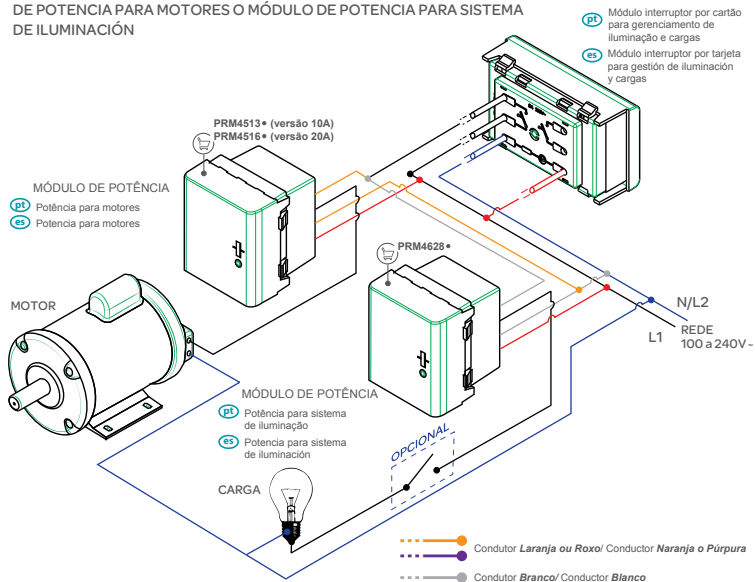 DE POTENCIA PARA MOTORES O MÓDULO DE POTENCIA PARA SISTEMA
DE ILUMINACIÓN
pt Módulo interruptor por cartão
para gerenciamento de
iluminação e cargas
es Módulo interruptor por tarjeta
para gestión de iluminación
y cargas
PRM4513• (versão 10A)
PRM4516• (versão 20A)
MÓDULO DE POTÊNCIA
pt Potência para motores
es Potencia para motores
PRM4628•
MOTOR
N/L2
L1
REDE
100 a 240V~
MÓDULO DE POTÊNCIA
pt Potência para sistema
de iluminação
es Potencia para sistema
de iluminación
OPCIONAL
CARGA
Condutor Laranja ou Roxo/ Conductor Naranja o Púrpura
Condutor Branco/ Conductor Blanco